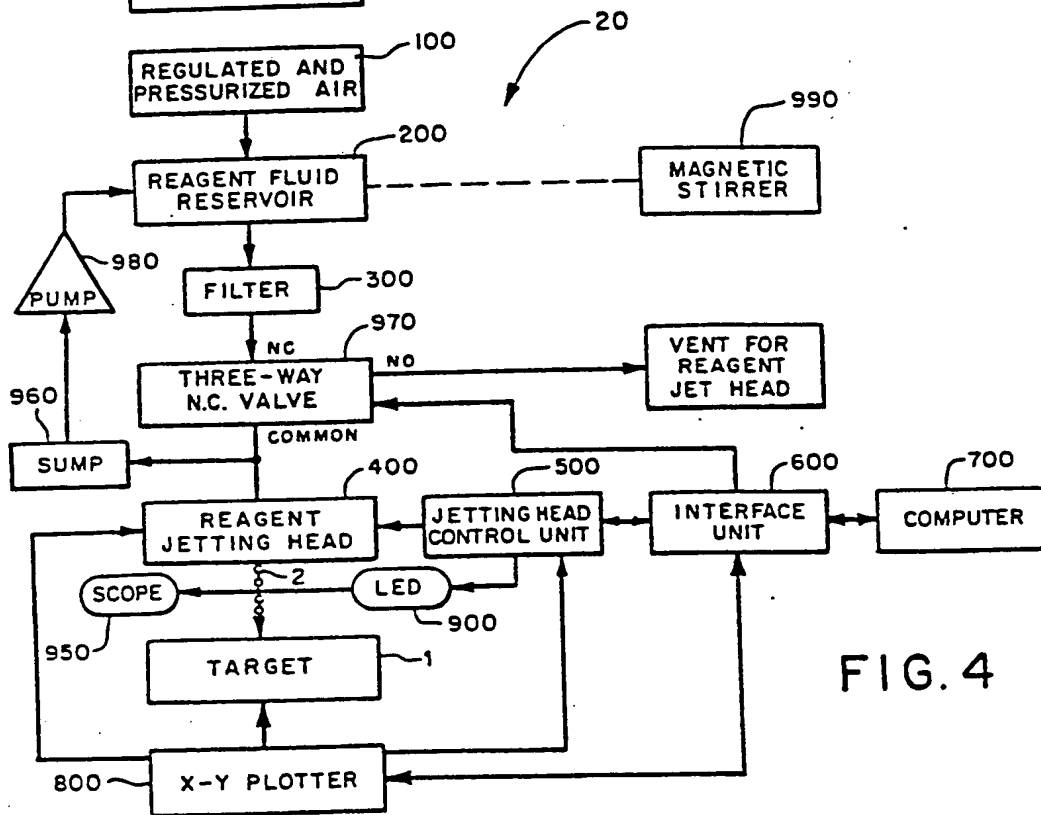 20
100
REGULATED AND
PRESSURIZED AIR
200
REAGENT FLUID
RESERVOIR
990
MAGNETIC
STIRRER
980
PUMP
300
FILTER
970
NC
THREE-WAY
N.C. VALVE
NO
COMMON
VENT FOR
REAGENT
JET HEAD
960
SUMP
400
REAGENT
JETTING HEAD
500
JETTING HEAD
CONTROL UNIT
600
INTERFACE
UNIT
700
COMPUTER
2
SCOPE
950
LED
900
TARGET
1
FIG. 4
800
X-Y PLOTTER